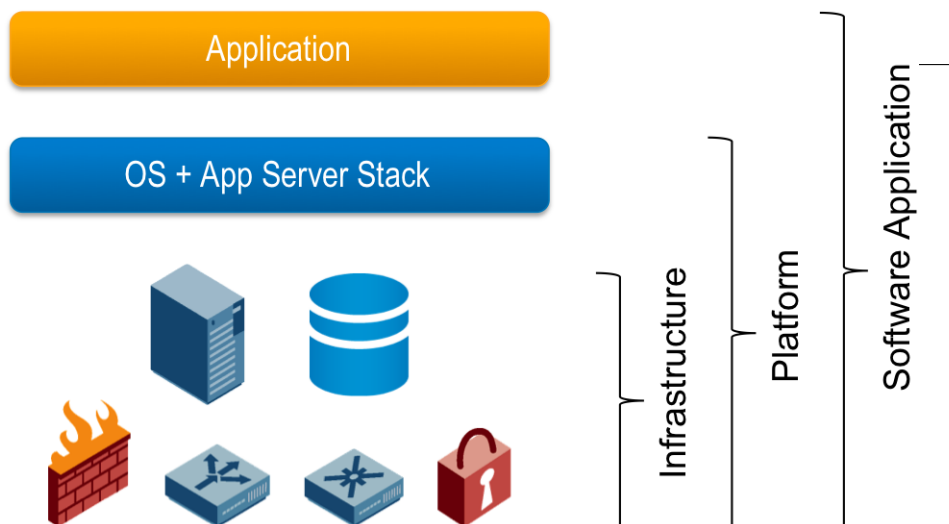 Application
OS + App Server Stack
Infrastructure
Platform
Software Application